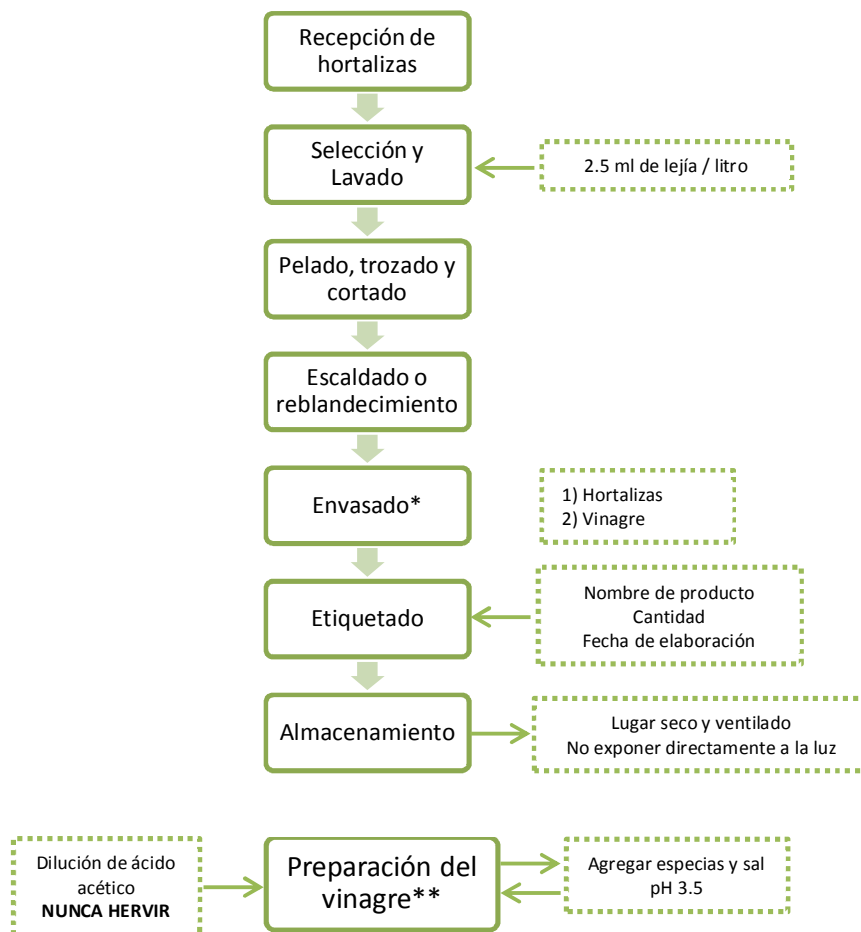 Recepción de
hortalizas
Selección y
Lavado
2.5 ml de lejía / litro
Pelado, trozado y
cortado
Escaldado o
reblandecimiento
Envasado*
1) Hortalizas
2) Vinagre
Etiquetado
Nombre de producto
Cantidad
Fecha de elaboración
Almacenamiento
Lugar seco y ventilado
No exponer directamente a la luz
Dilución de ácido
acético
NUNCA HERVIR
Preparación del
vinagre**
Agregar especias y sal
pH 3.5